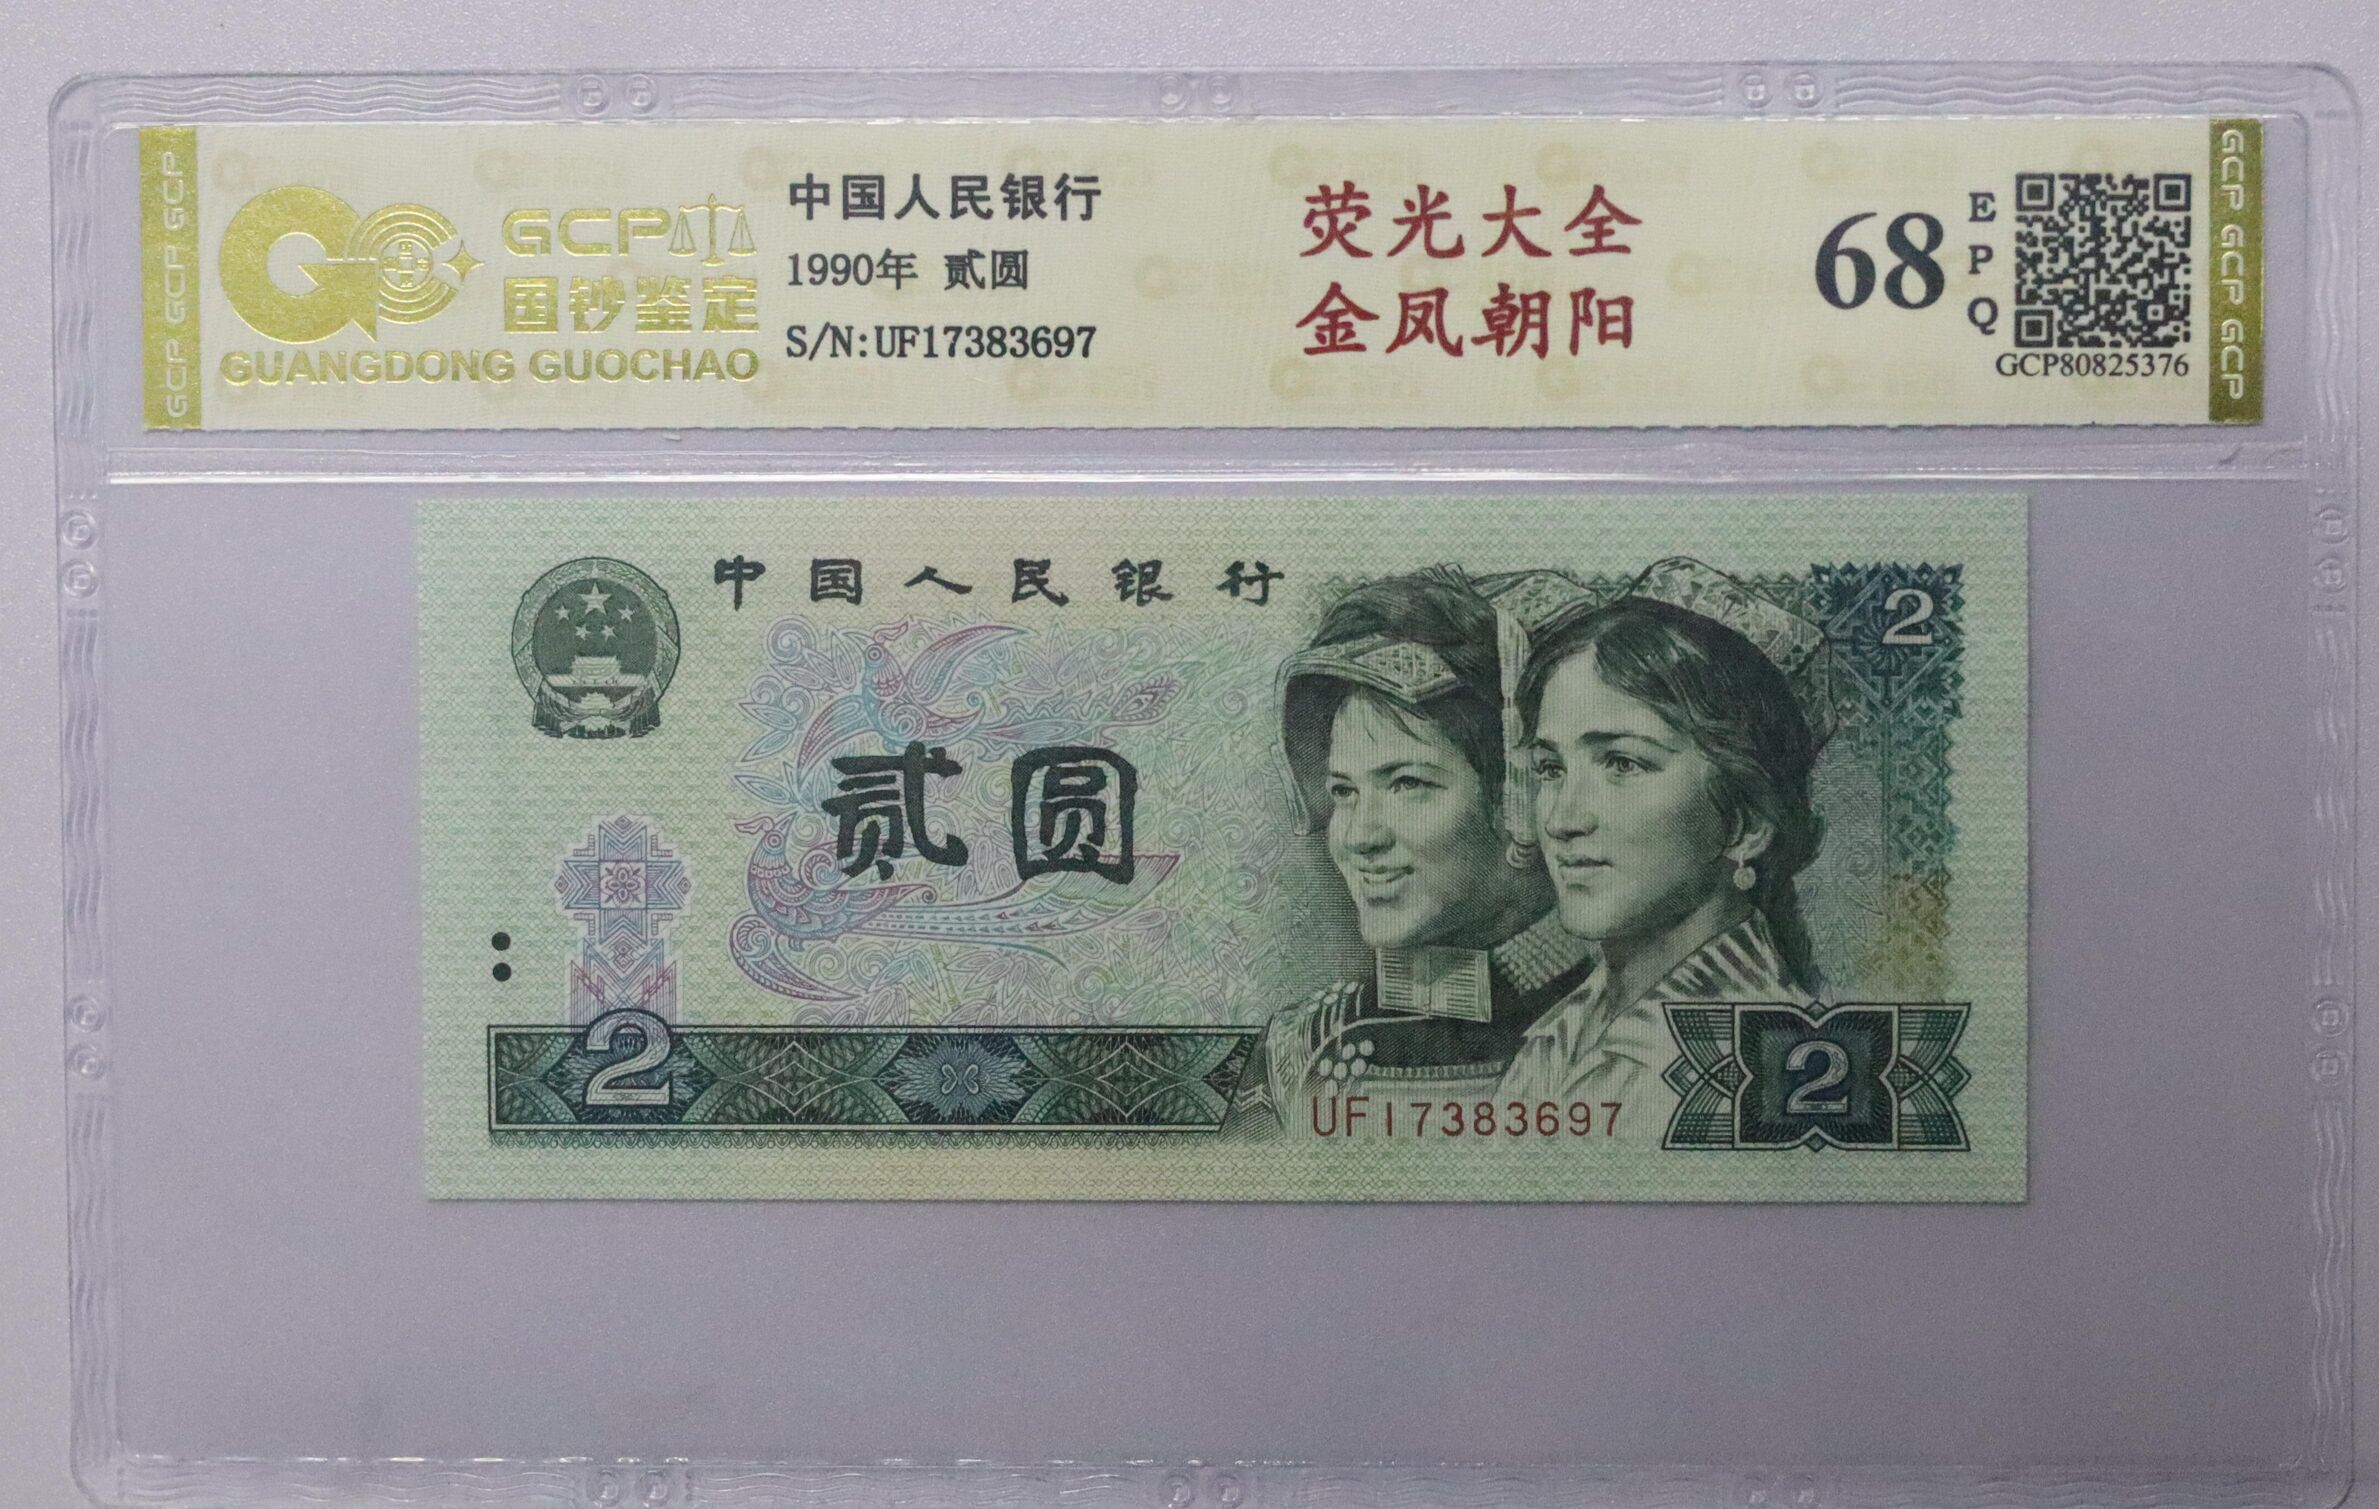 GCP GCP GCP
GCP
国钞鉴定
GUANGDONG GUOCHAO
中国人民银行
1990年 贰圆
S/N:UF17383697
荧光大全
金凤朝阳
68
EPQ
GCP80825376
GCP GCP GCP
中国人民银行
2
贰圆
2
UF17383697
2